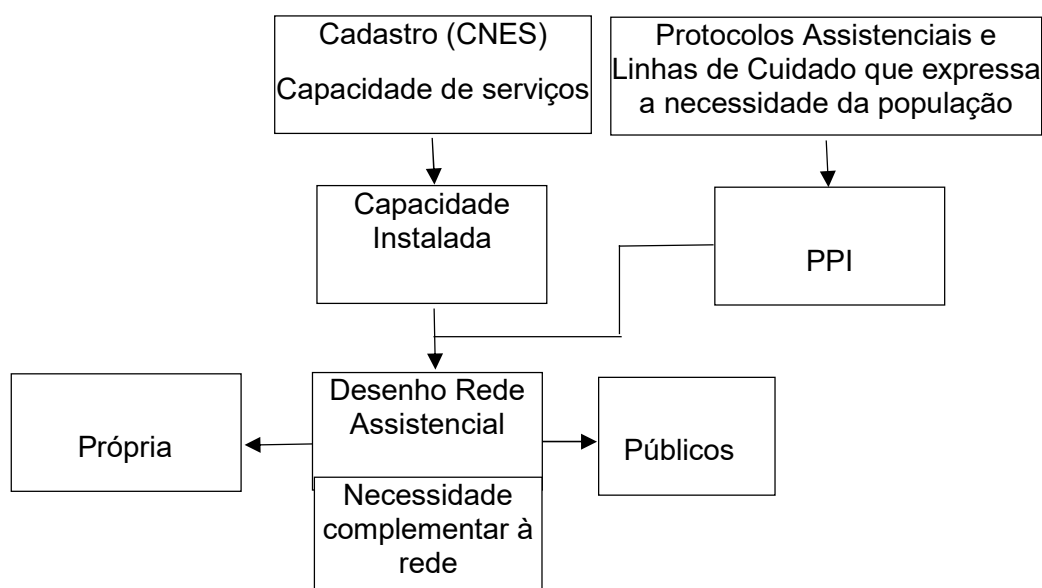 Cadastro (CNES)
Capacidade de serviços
Protocolos Assistenciais e
Linhas de Cuidado que expressa
a necessidade da população
Capacidade
Instalada
PPI
Própria
Desenho Rede
Assistencial
Públicos
Necessidade
complementar à
rede